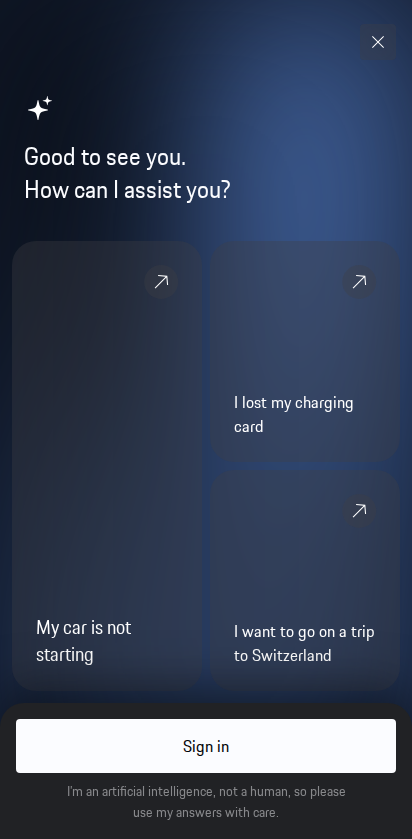 Good to see you.
How can I assist you?
I lost my charging
card
My car is not
starting
I want to go on a trip
to Switzerland
Sign in
I'm an artificial intelligence, not a human, so please
use my answers with care.